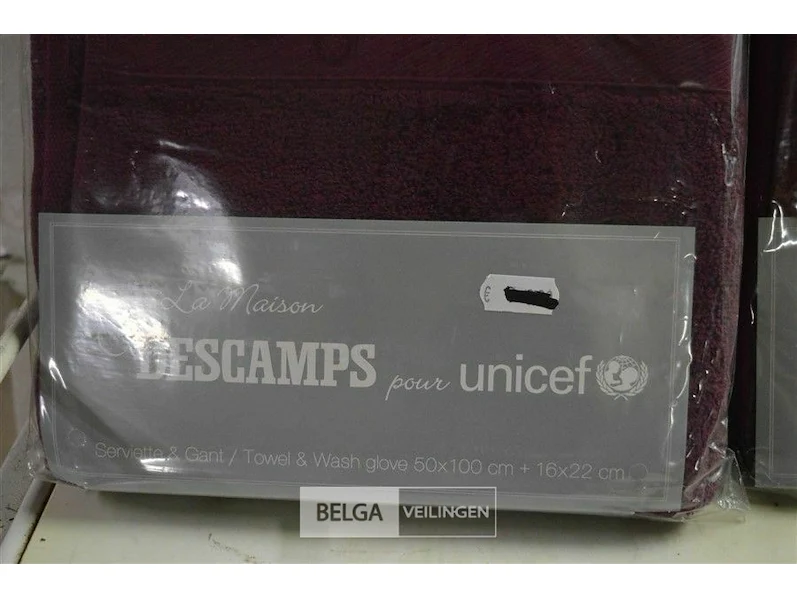 La Maison
DESCAMPS pour unicef
Serviette & Gant / Towel & Wash glove 50x100 cm + 16x22 cm
BELGA VEILINGEN